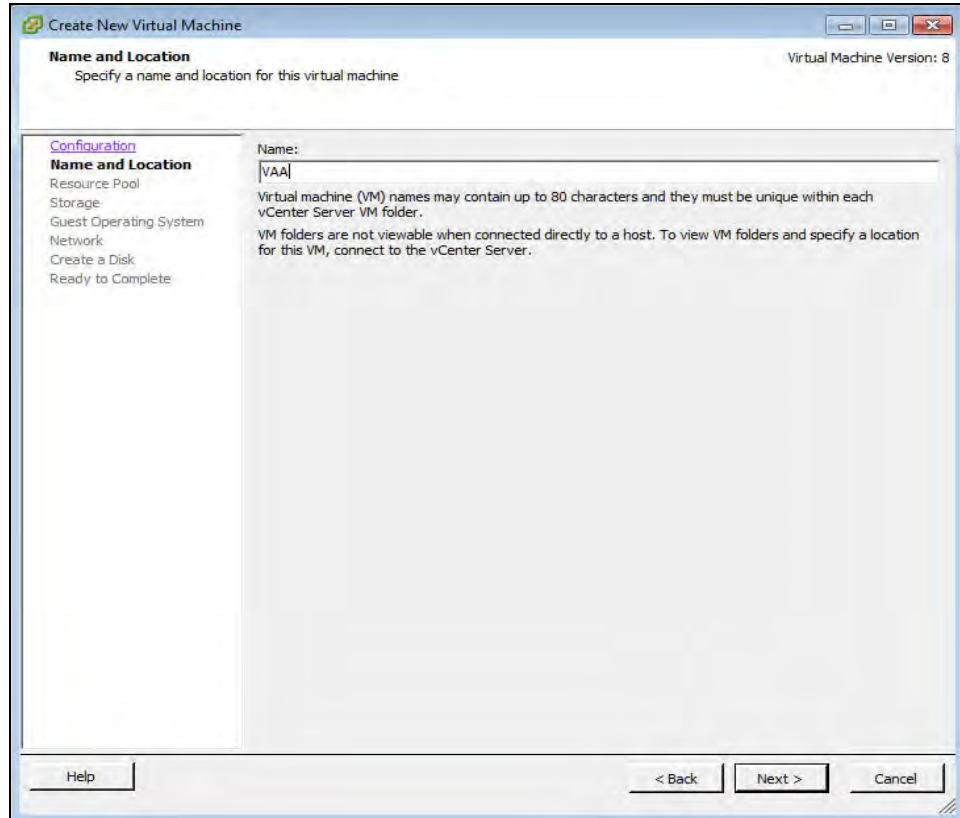 Create New Virtual Machine
Name and Location
Specify a name and location for this virtual machine
Virtual Machine Version: 8
Configuration
Name and Location
Resource Pool
Storage
Guest Operating System
Network
Create a Disk
Ready to Complete
Name:
VAA
Virtual machine (VM) names may contain up to 80 characters and they must be unique within each
vCenter Server VM folder.
VM folders are not viewable when connected directly to a host. To view VM folders and specify a location
for this VM, connect to the vCenter Server.
Help
< Back
Next >
Cancel